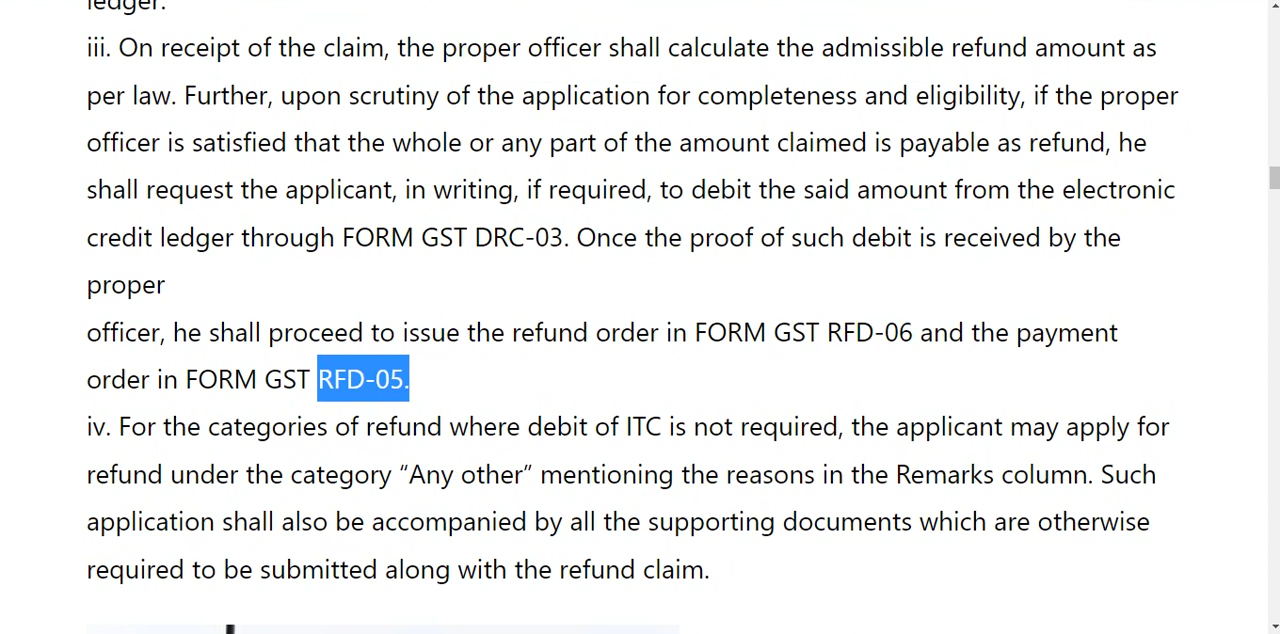 ledger.
iii. On receipt of the claim, the proper officer shall calculate the admissible refund amount as
per law. Further, upon scrutiny of the application for completeness and eligibility, if the proper
officer is satisfied that the whole or any part of the amount claimed is payable as refund, he
shall request the applicant, in writing, if required, to debit the said amount from the electronic
credit ledger through FORM GST DRC-03. Once the proof of such debit is received by the
proper
officer, he shall proceed to issue the refund order in FORM GST RFD-06 and the payment
order in FORM GST RFD-05.
iv. For the categories of refund where debit of ITC is not required, the applicant may apply for
refund under the category “Any other” mentioning the reasons in the Remarks column. Such
application shall also be accompanied by all the supporting documents which are otherwise
required to be submitted along with the refund claim.